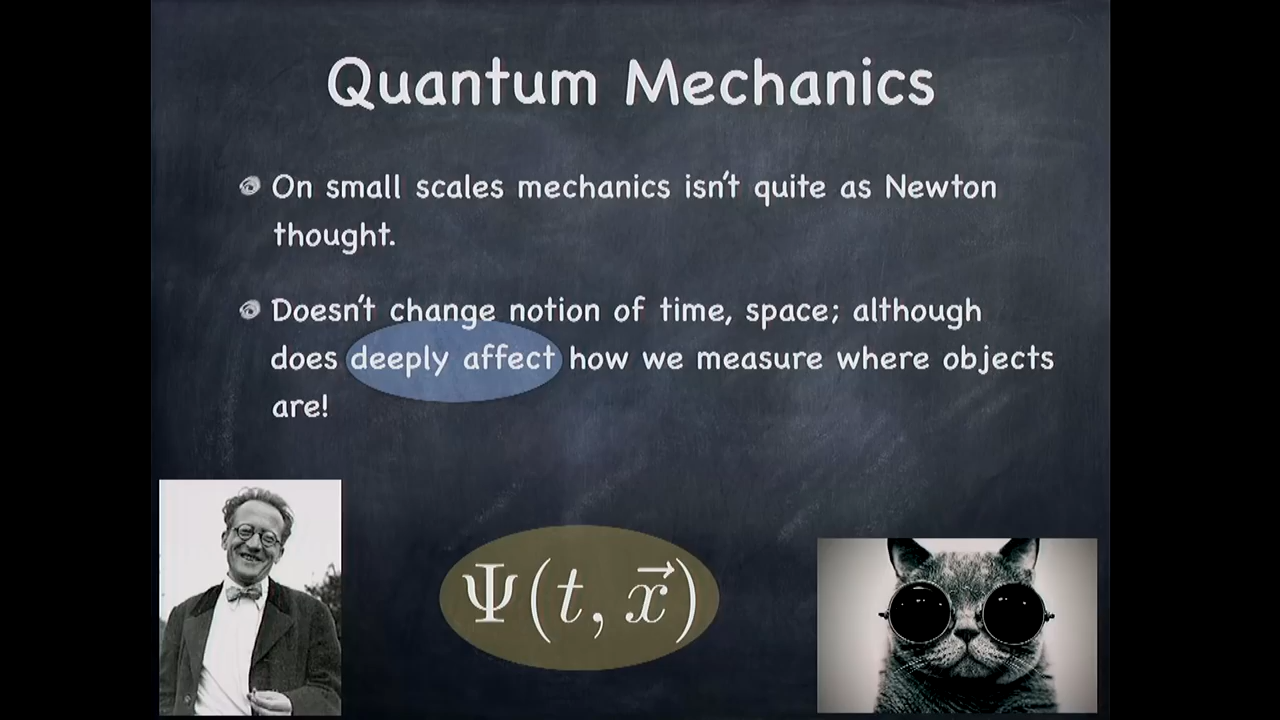 Quantum Mechanics
On small scales mechanics isn't quite as Newton
thought.
Doesn't change notion of time, space; although
does deeply affect how we measure where objects
are!
Ψ(t, x⃗)